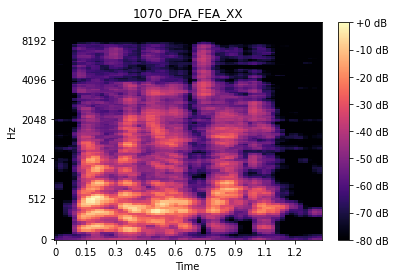 1070_DFA_FEA_XX
+0 dB
8192
-10 dB
4096
-20 dB
-30 dB
2048
Hz
-40 dB
1024
-50 dB
512
-60 dB
-70 dB
0
-80 dB
0 0.15 0.3 0.45 0.6 0.75 0.9 1.1 1.2
Time